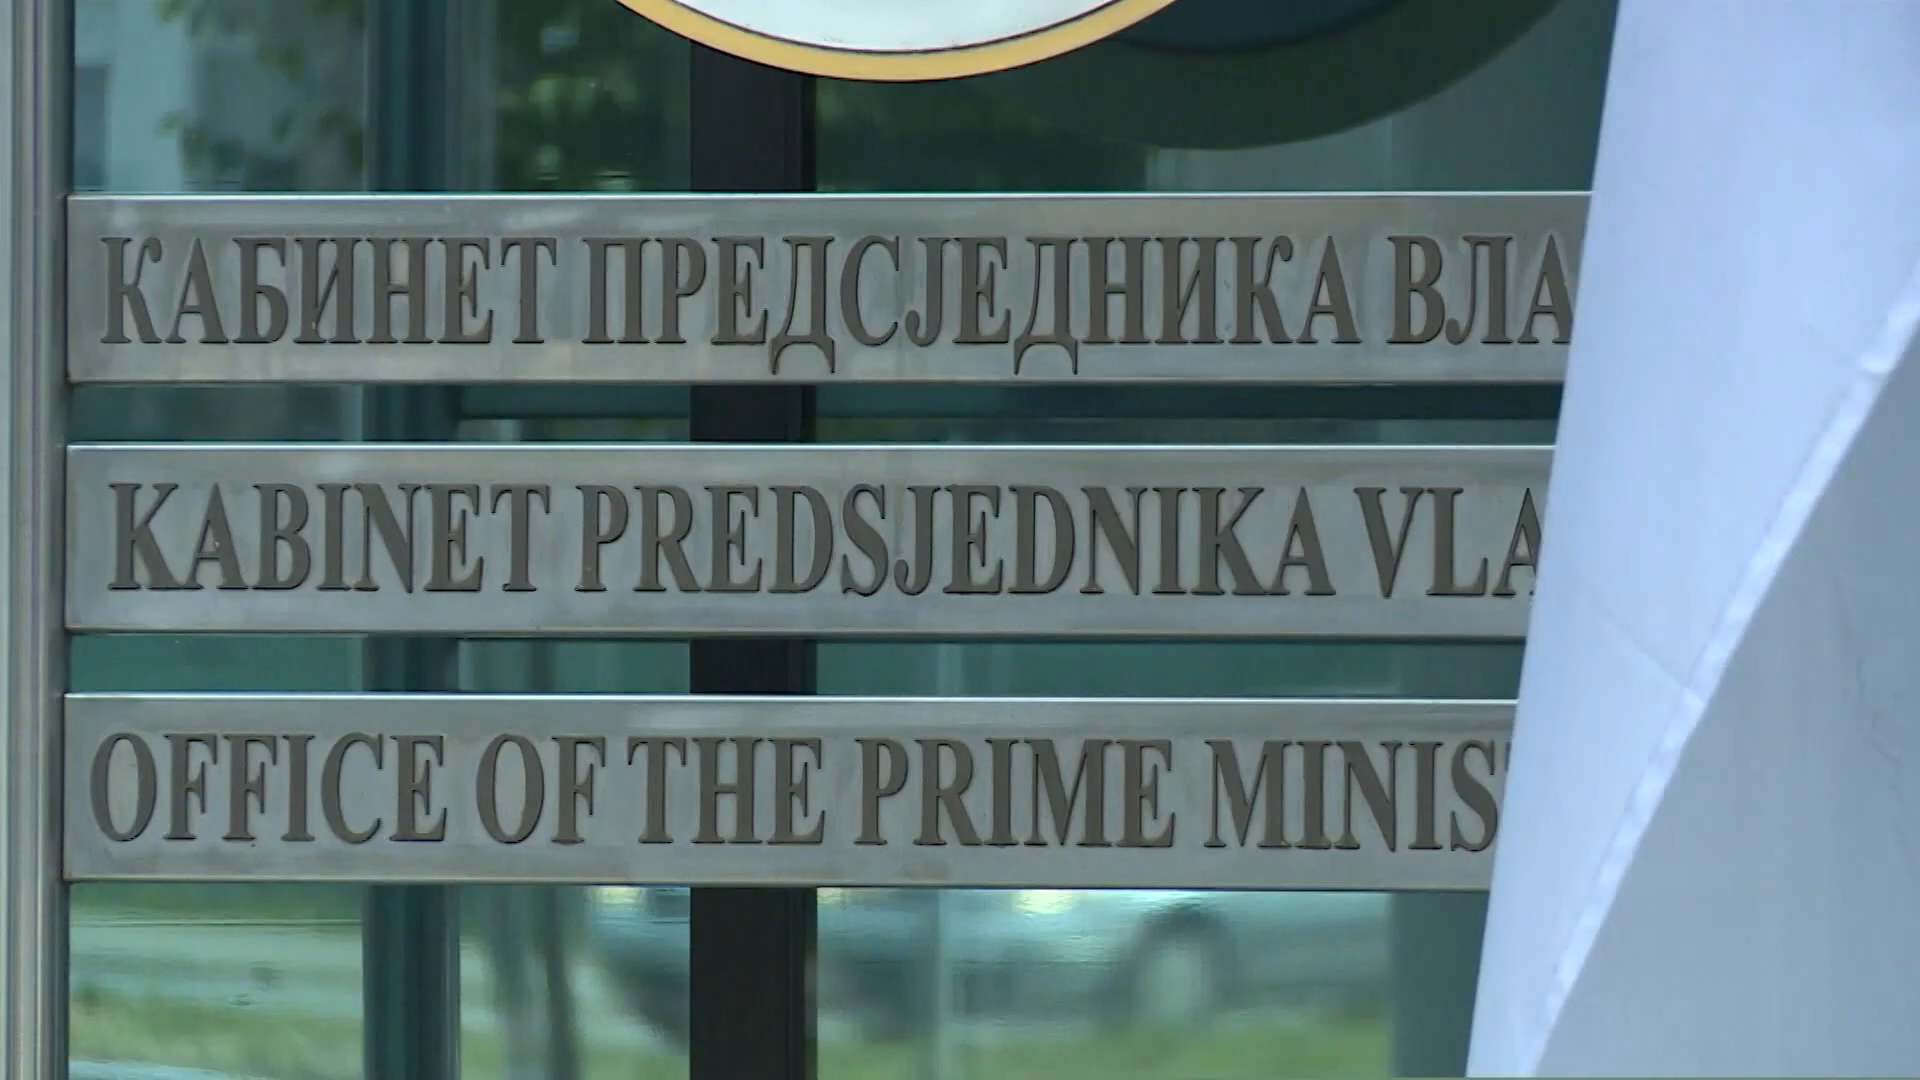 КАБИНЕТ ПРЕДСЈЕДНИКА ВЛА
KABINET PREDSJEDNIKA VLA
OFFICE OF THE PRIME MINIS